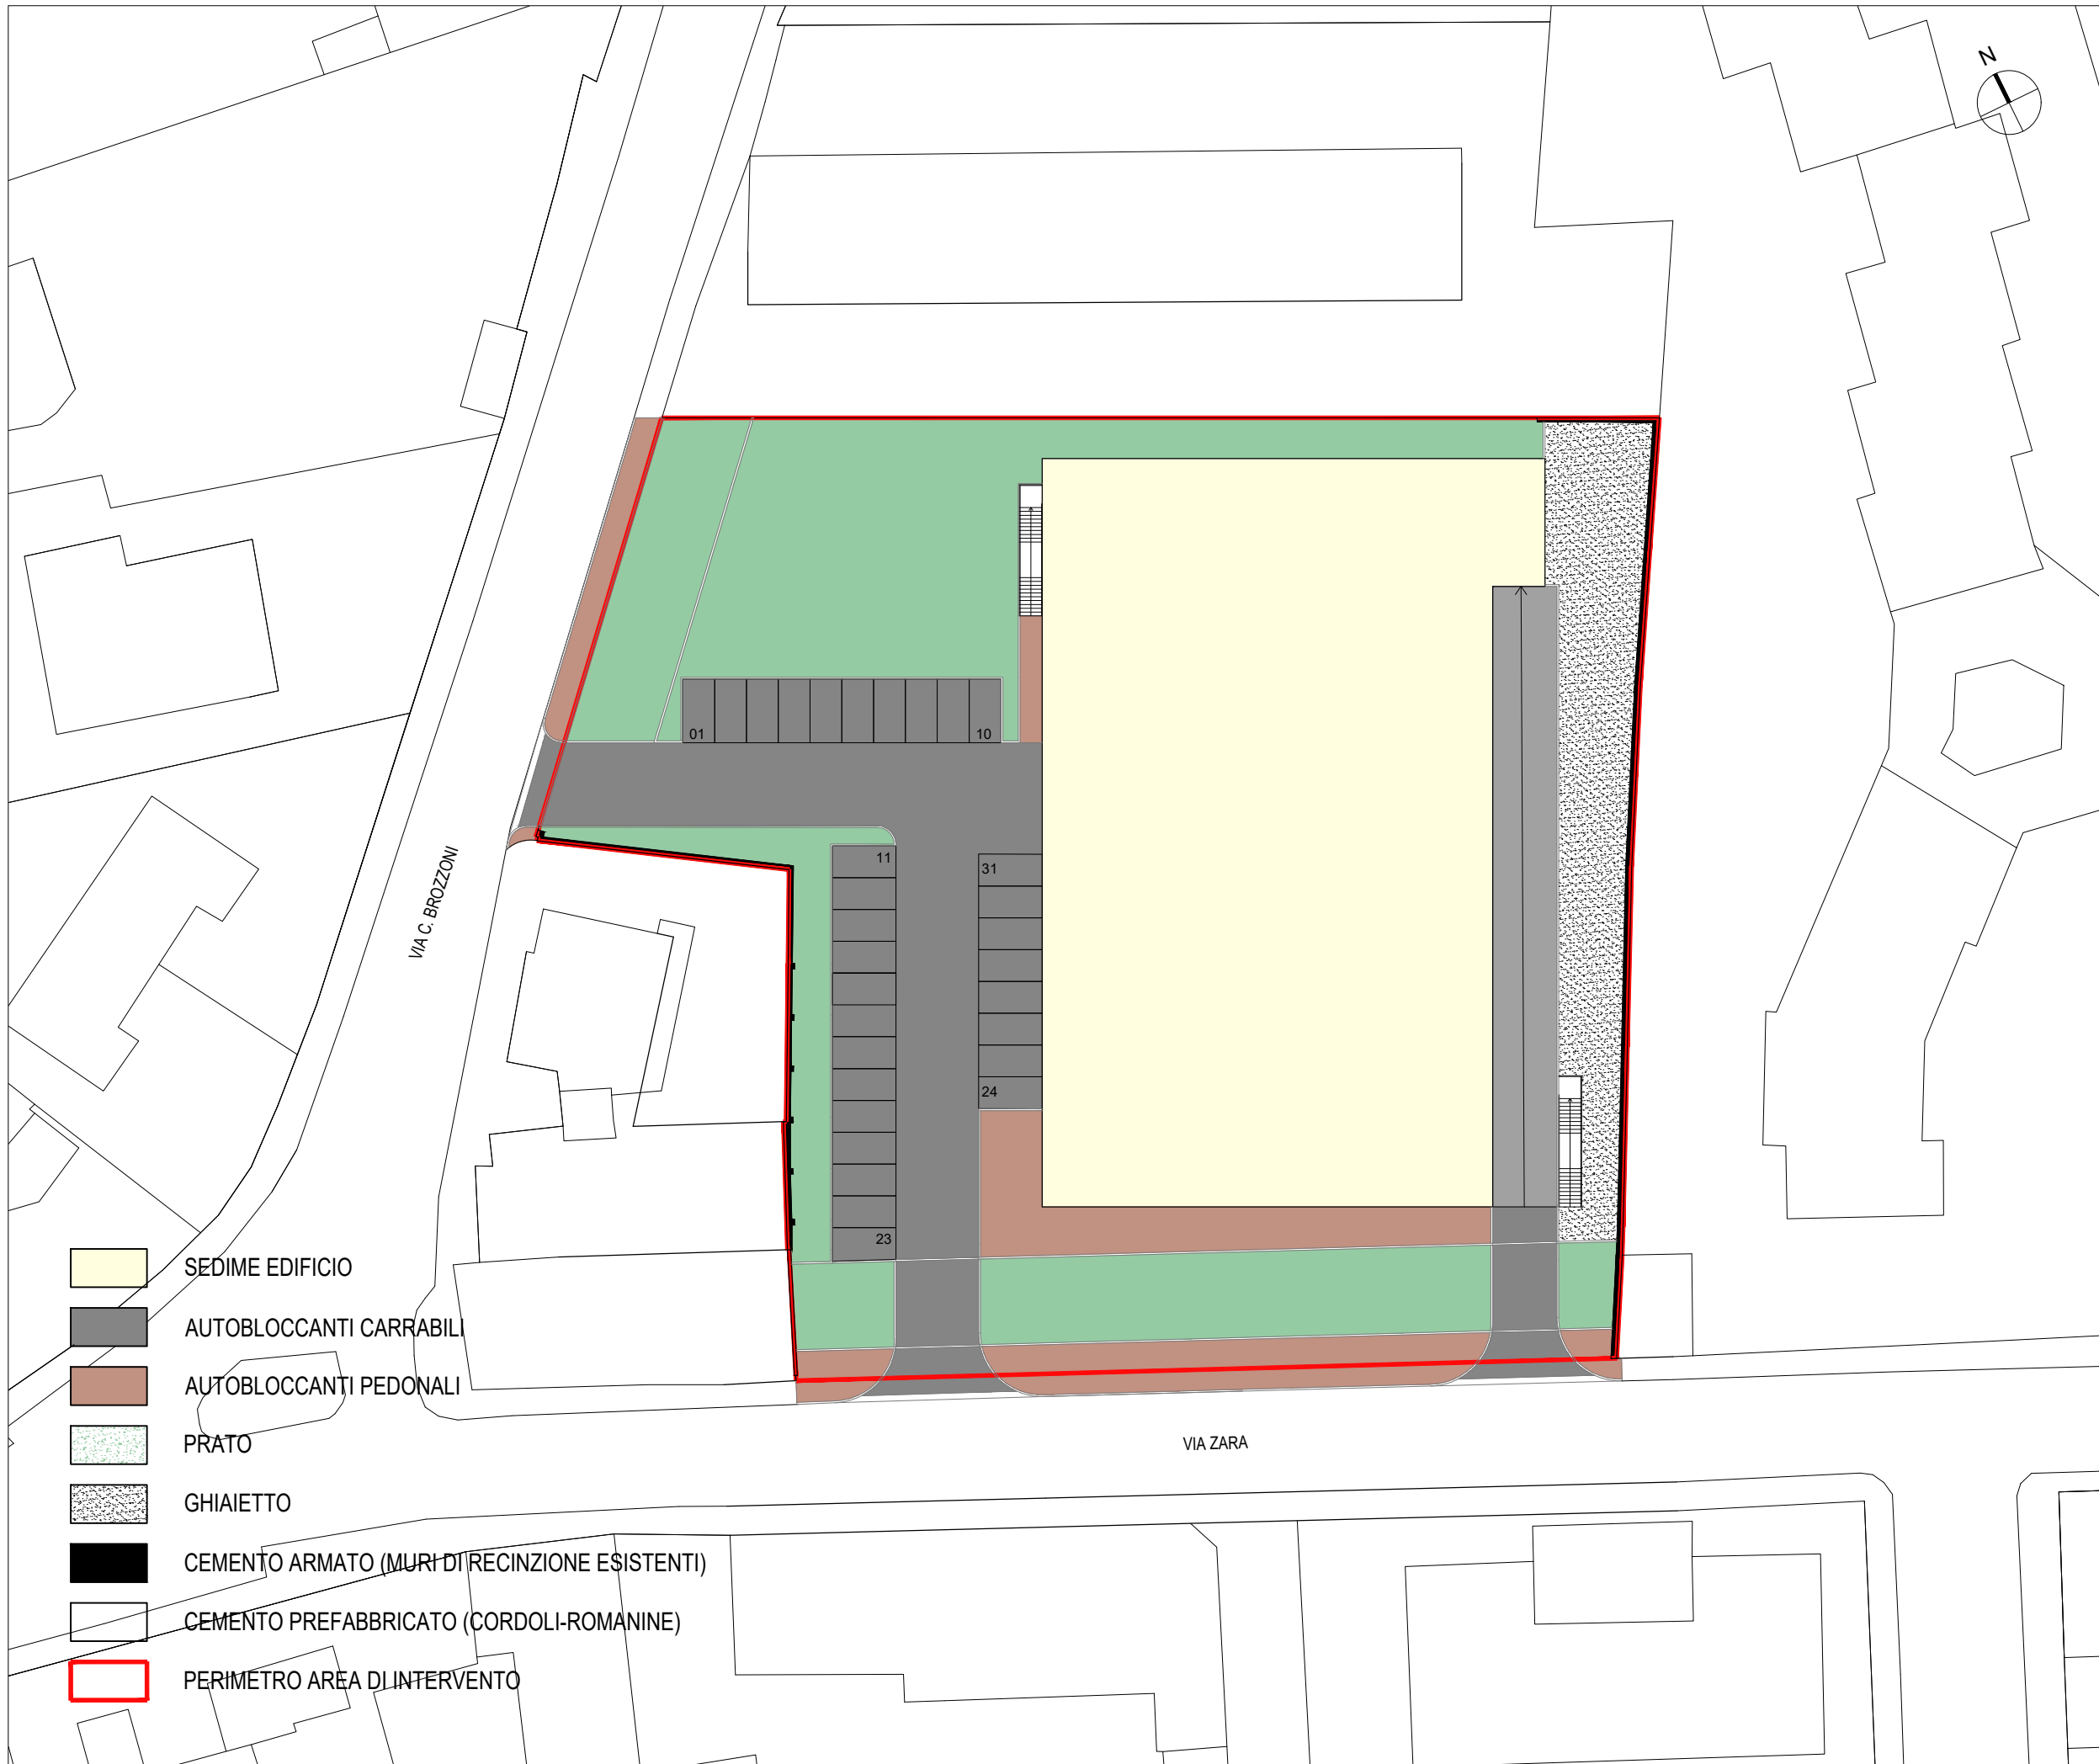 N
01
10
11
31
VIA C. BROZZONI
24
23
SEDIME EDIFICIO
AUTOBLOCCANTI CARRABILI
AUTOBLOCCANTI PEDONALI
PRATO
VIA ZARA
GHIAIETTO
CEMENTO ARMATO (MURI DI RECINZIONE ESISTENTI)
CEMENTO PREFABBRICATO (CORDOLI-ROMANINE)
PERIMETRO AREA DI INTERVENTO